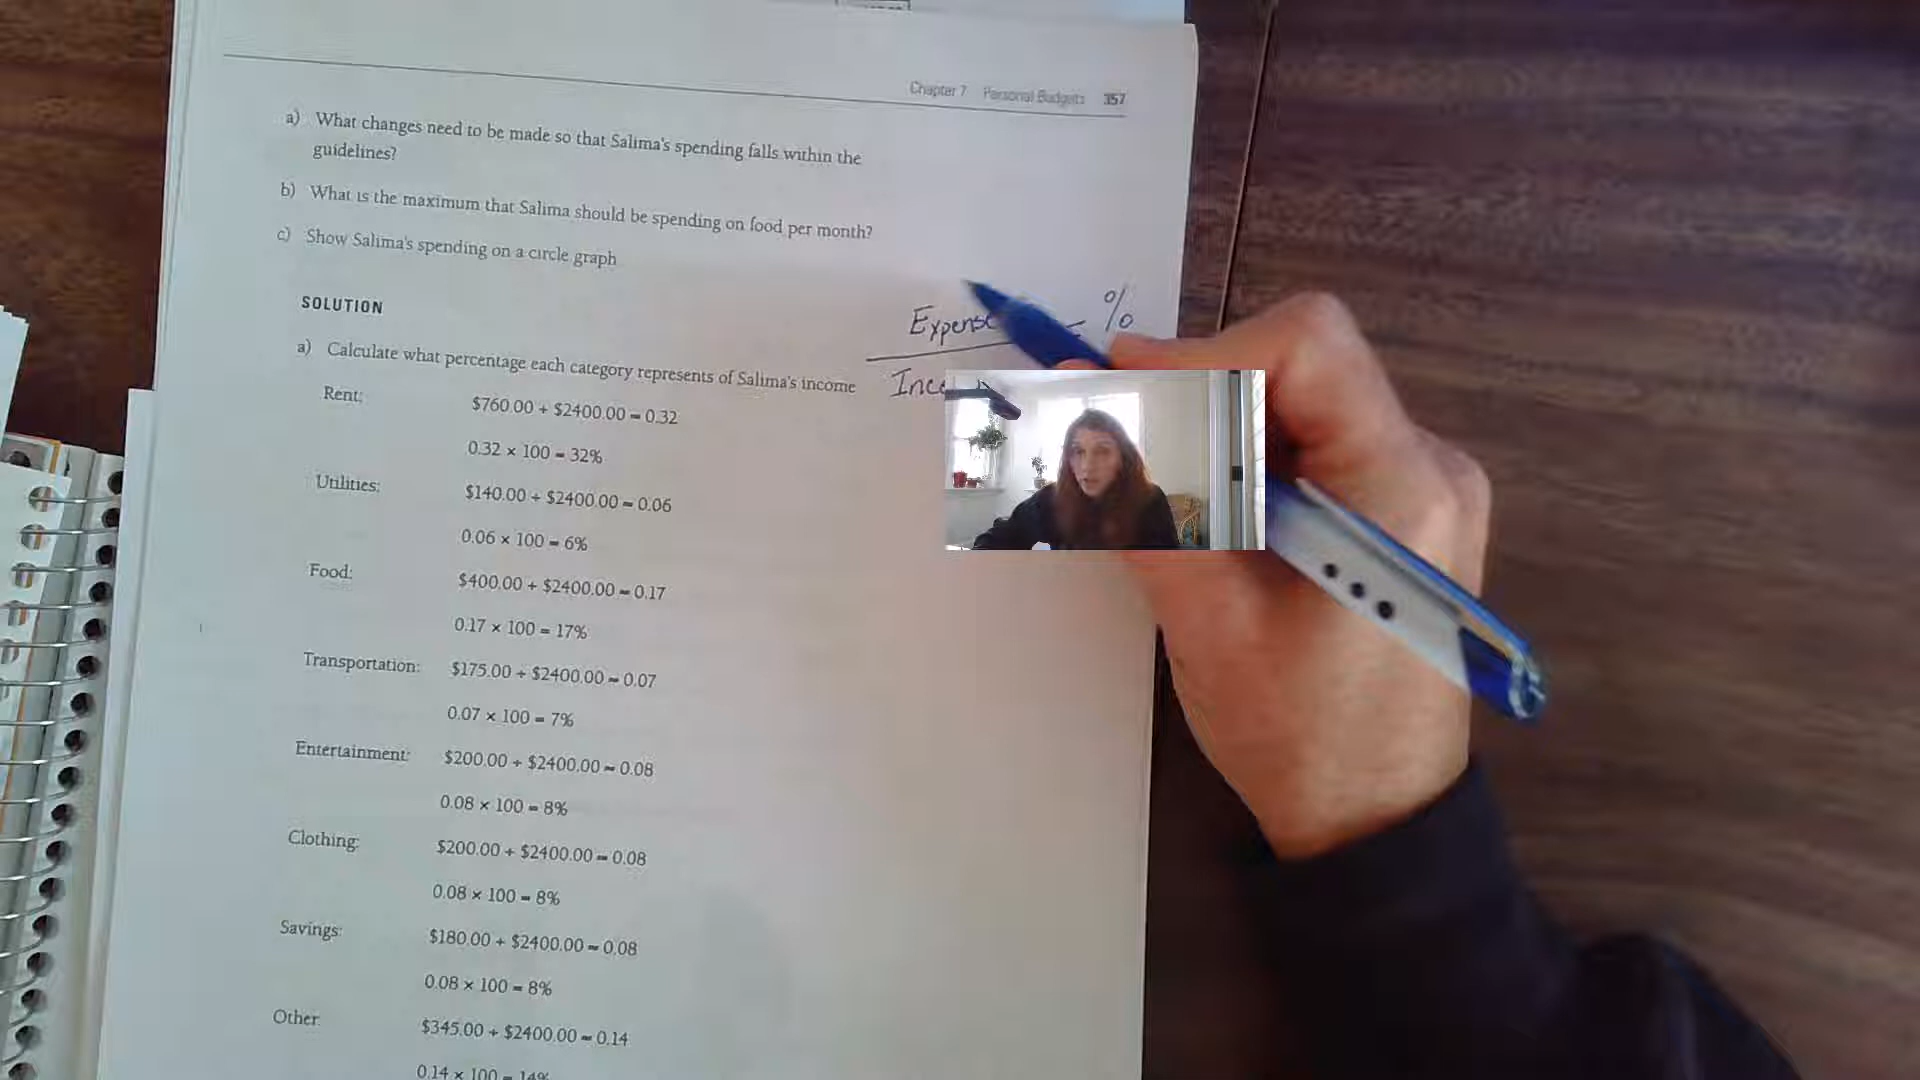 Chapter 7 Personal Budgets 357
a) What changes need to be made so that Salima's spending falls within the
guidelines?
b) What is the maximum that Salima should be spending on food per month?
c) Show Salima's spending on a circle graph
SOLUTION
Expense %
a) Calculate what percentage each category represents of Salima's income
Rent: $760.00 ÷ $2400.00 = 0.32
0.32 × 100 = 32%
Utilities: $140.00 ÷ $2400.00 = 0.06
0.06 × 100 = 6%
Food: $400.00 ÷ $2400.00 = 0.17
0.17 × 100 = 17%
Transportation: $175.00 ÷ $2400.00 = 0.07
0.07 × 100 = 7%
Entertainment: $200.00 ÷ $2400.00 = 0.08
0.08 × 100 = 8%
Clothing: $200.00 ÷ $2400.00 = 0.08
0.08 × 100 = 8%
Savings: $180.00 ÷ $2400.00 = 0.08
0.08 × 100 = 8%
Other: $345.00 ÷ $2400.00 = 0.14
0.14 × 100 = 14%